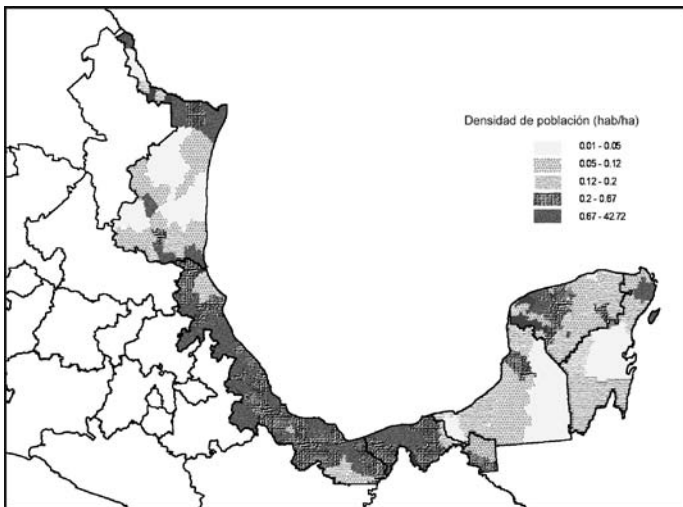 Densidad de población (hab/ha)
0.01 - 0.05
0.05 - 0.12
0.12 - 0.2
0.2 - 0.67
0.67 - 42.72